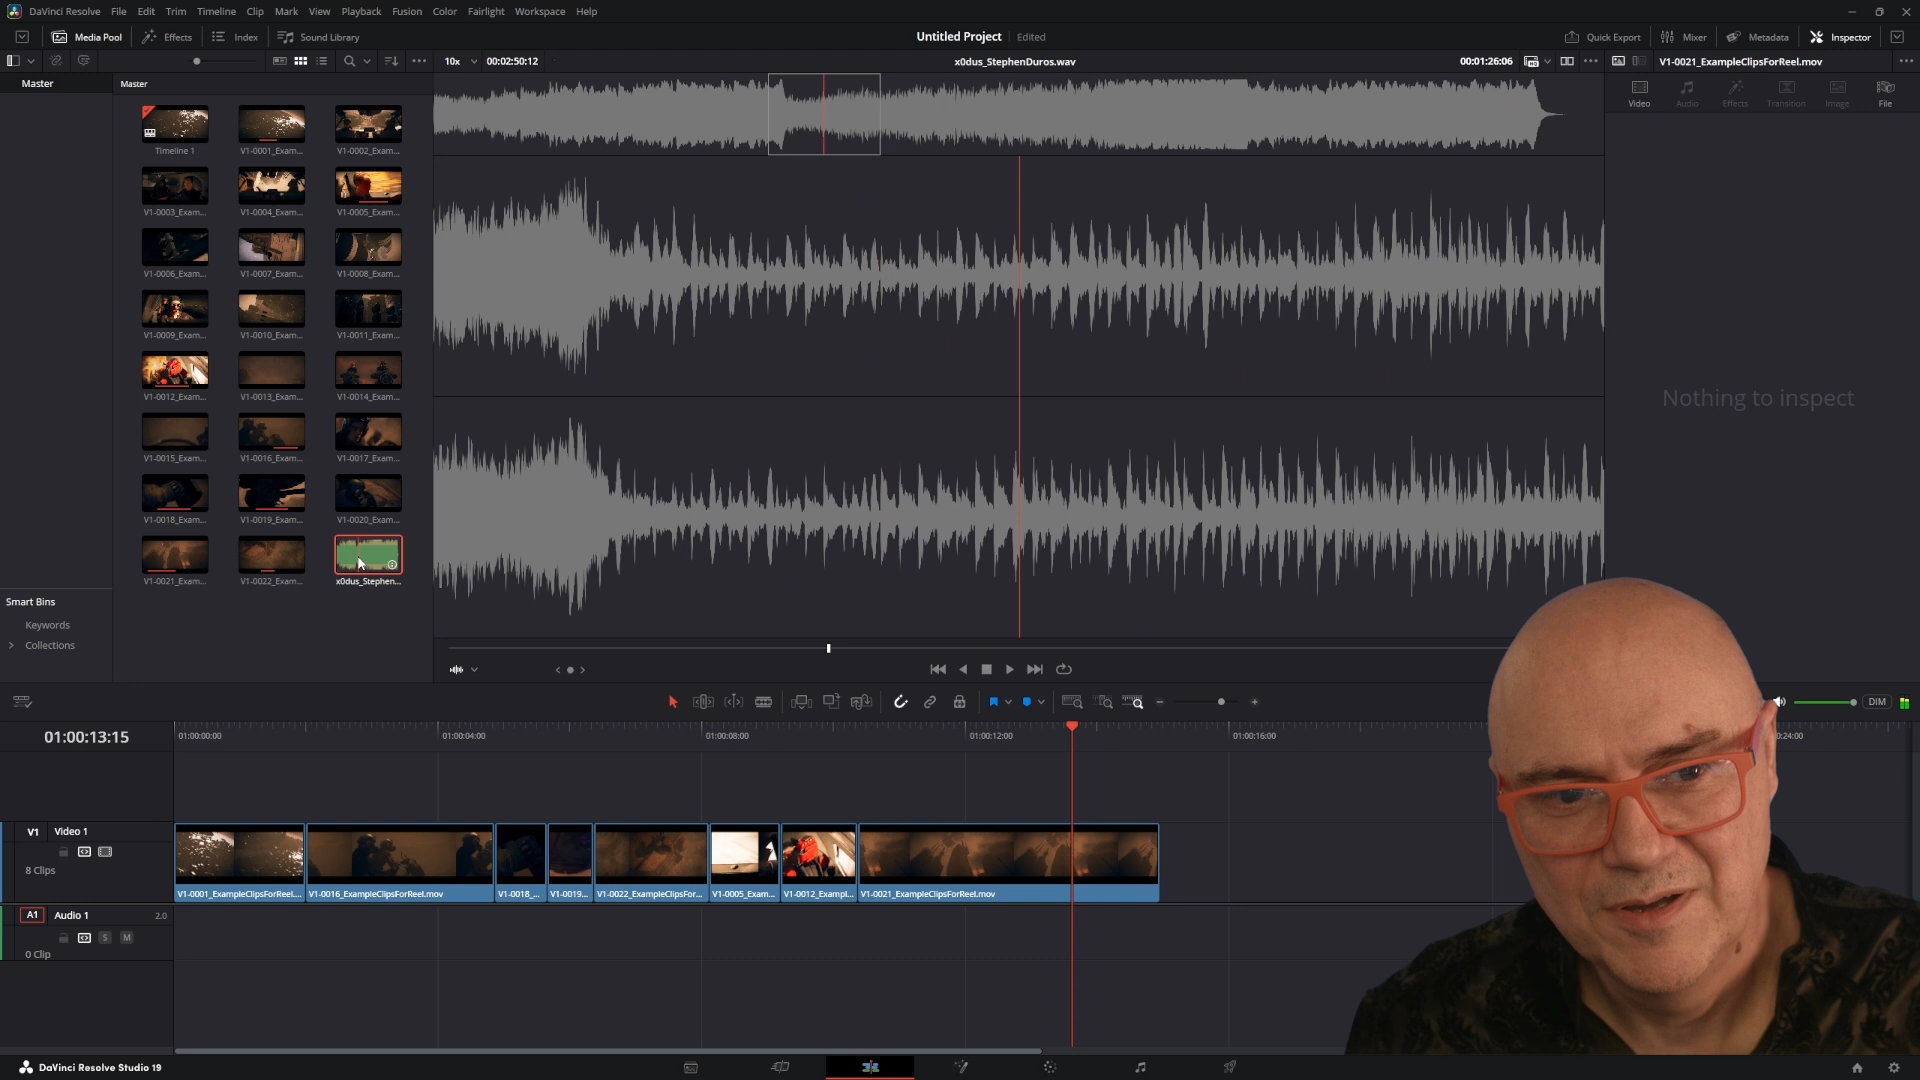 DaVinci Resolve File Edit Trim Timeline Clip Mark View Playback Fusion Color Fairlight Workspace Help
Media Pool Effects Index Sound Library Untitled Project Edited Quick Export Mixer Metadata Inspector
10x 00:02:50:12 x0dus_StephenDuros.wav 00:01:26:06 V1-0021_ExampleClipsForReel.mov
Master Master
Video Audio Effects Transition Image File
Timeline 1 V1-0001_Exam... V1-0002_Exam...
V1-0003_Exam... V1-0004_Exam... V1-0005_Exam...
V1-0006_Exam... V1-0007_Exam... V1-0008_Exam...
V1-0009_Exam... V1-0010_Exam... V1-0011_Exam...
V1-0012_Exam... V1-0013_Exam... V1-0014_Exam...
Nothing to inspect
V1-0015_Exam... V1-0016_Exam... V1-0017_Exam...
V1-0018_Exam... V1-0019_Exam... V1-0020_Exam...
V1-0021_Exam... V1-0022_Exam... x0dus_Stephen...
Smart Bins
Keywords
Collections
DIM
01:00:13:15 01:00:00:00 01:00:04:00 01:00:08:00 01:00:12:00 01:00:16:00 0:24:00
V1 Video 1
8 Clips
V1-0001_ExampleClipsForReel.... V1-0016_ExampleClipsForReel.mov V1-0018_... V1-0019... V1-0022_ExampleClipsFor... V1-0005_Exam... V1-0012_Exampl... V1-0021_ExampleClipsForReel.mov
A1 Audio 1 2.0
S M
0 Clip
DaVinci Resolve Studio 19